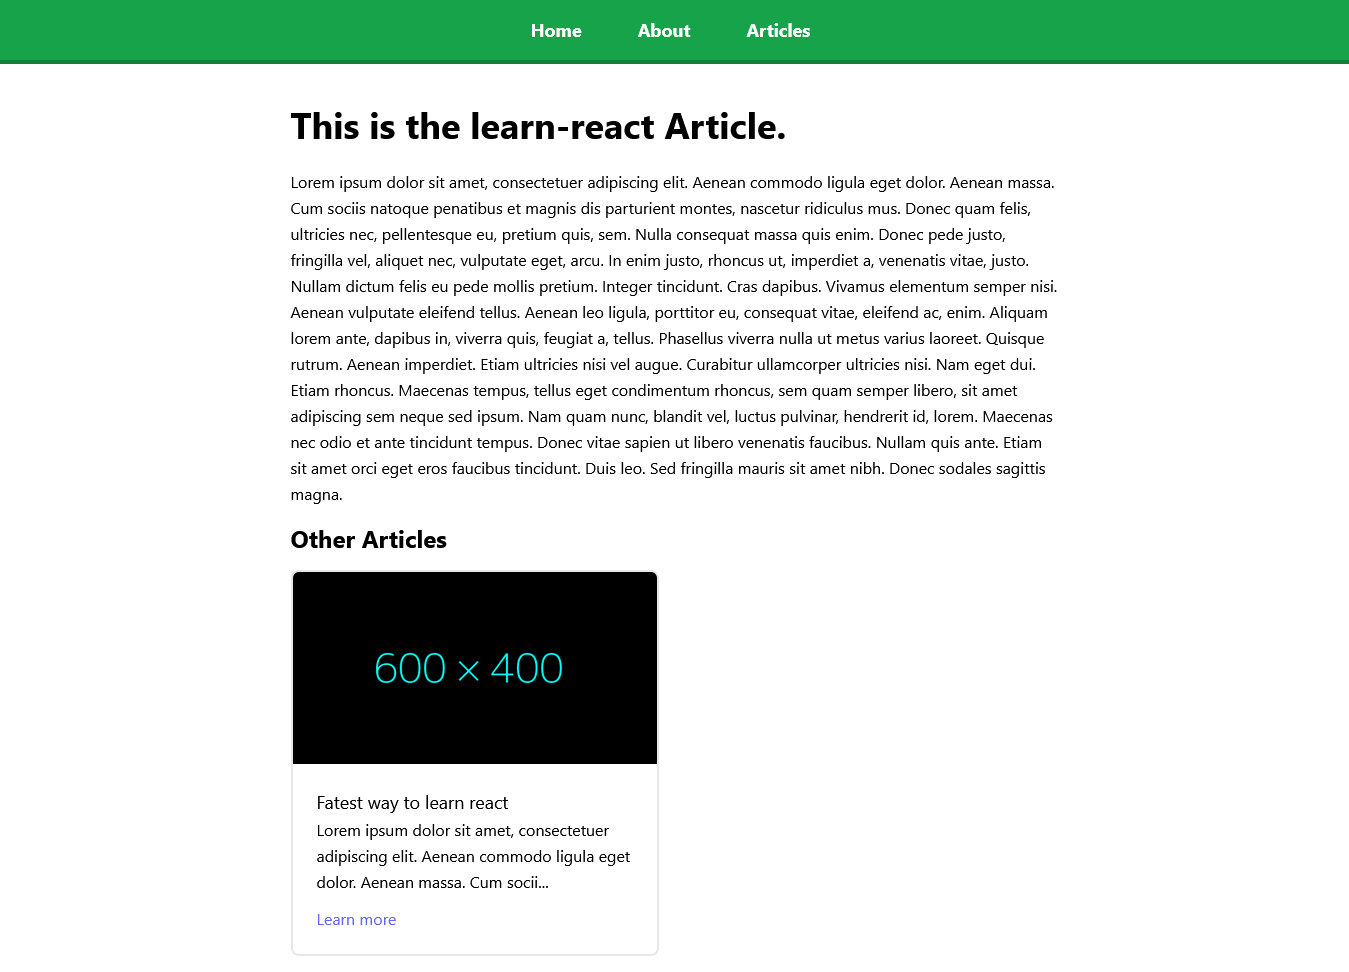 Home About Articles
This is the learn-react Article.
Lorem ipsum dolor sit amet, consectetuer adipiscing elit. Aenean commodo ligula eget dolor. Aenean massa.
Cum sociis natoque penatibus et magnis dis parturient montes, nascetur ridiculus mus. Donec quam felis,
ultricies nec, pellentesque eu, pretium quis, sem. Nulla consequat massa quis enim. Donec pede justo,
fringilla vel, aliquet nec, vulputate eget, arcu. In enim justo, rhoncus ut, imperdiet a, venenatis vitae, justo.
Nullam dictum felis eu pede mollis pretium. Integer tincidunt. Cras dapibus. Vivamus elementum semper nisi.
Aenean vulputate eleifend tellus. Aenean leo ligula, porttitor eu, consequat vitae, eleifend ac, enim. Aliquam
lorem ante, dapibus in, viverra quis, feugiat a, tellus. Phasellus viverra nulla ut metus varius laoreet. Quisque
rutrum. Aenean imperdiet. Etiam ultricies nisi vel augue. Curabitur ullamcorper ultricies nisi. Nam eget dui.
Etiam rhoncus. Maecenas tempus, tellus eget condimentum rhoncus, sem quam semper libero, sit amet
adipiscing sem neque sed ipsum. Nam quam nunc, blandit vel, luctus pulvinar, hendrerit id, lorem. Maecenas
nec odio et ante tincidunt tempus. Donec vitae sapien ut libero venenatis faucibus. Nullam quis ante. Etiam
sit amet orci eget eros faucibus tincidunt. Duis leo. Sed fringilla mauris sit amet nibh. Donec sodales sagittis
magna.
Other Articles
600 × 400
Fatest way to learn react
Lorem ipsum dolor sit amet, consectetuer
adipiscing elit. Aenean commodo ligula eget
dolor. Aenean massa. Cum socii...
Learn more